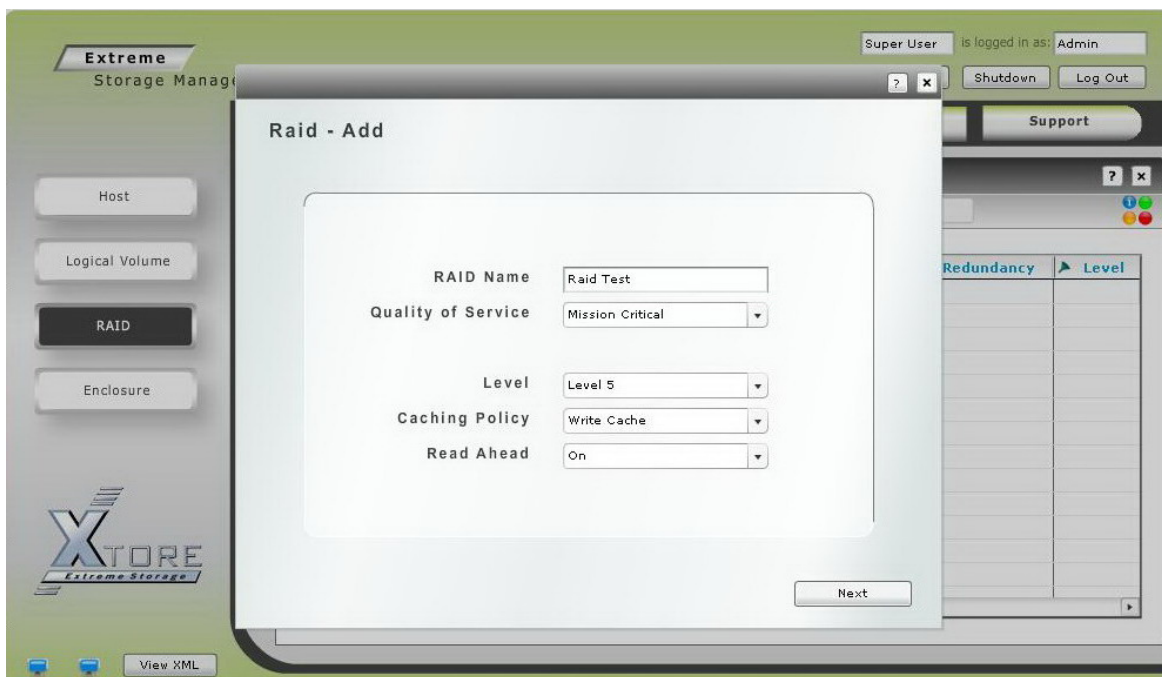 Extreme
Storage Manage
Super User is logged in as: Admin
? x Shutdown Log Out
Support
Raid - Add
? x
Host
Logical Volume
RAID
Enclosure
RAID Name Raid Test
Quality of Service Mission Critical
Level Level 5
Caching Policy Write Cache
Read Ahead On
Redundancy Level
XTORE
Extreme Storage
Next
View XML